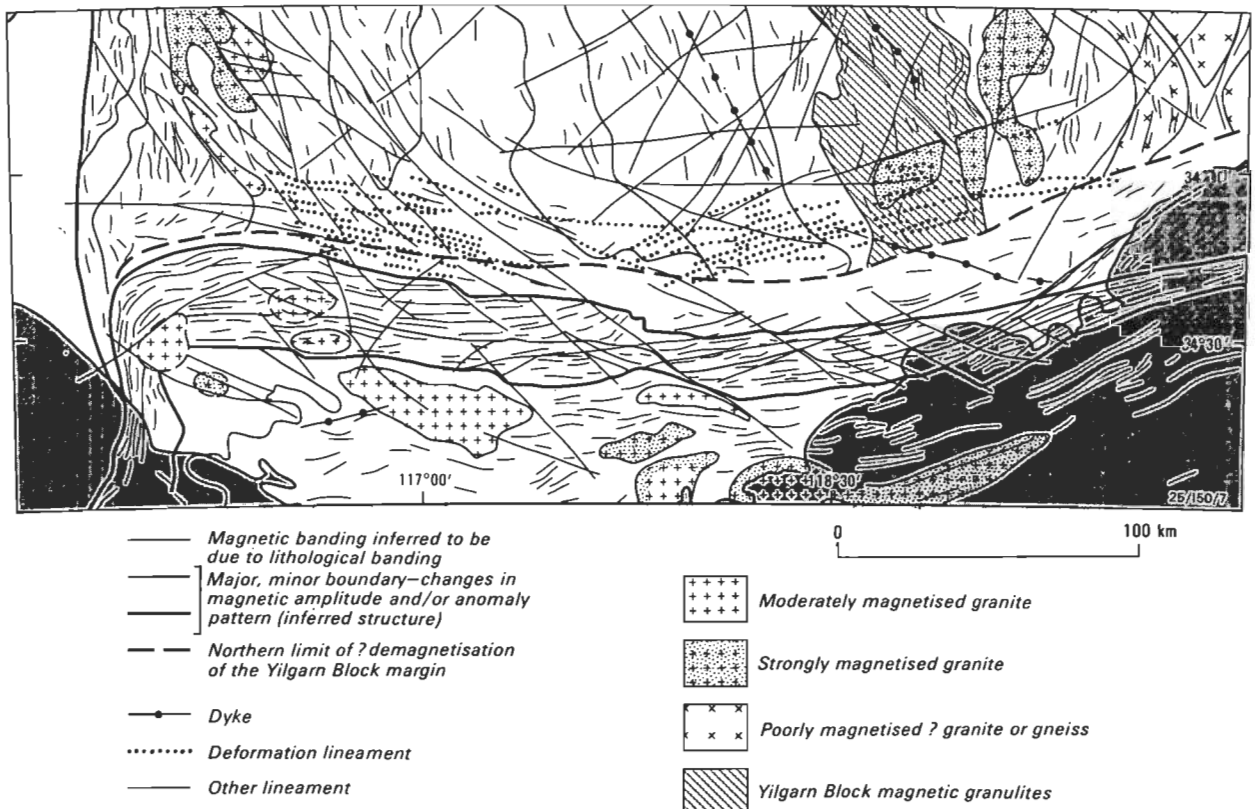 34°00'
34°30'
117°00'
118°30'
26/150/7
0
100 km
Magnetic banding inferred to be
due to lithological banding
Major, minor boundary—changes in
magnetic amplitude and/or anomaly
pattern (inferred structure)
Northern limit of ? demagnetisation
of the Yilgarn Block margin
Dyke
Deformation lineament
Other lineament
Moderately magnetised granite
Strongly magnetised granite
Poorly magnetised ? granite or gneiss
Yilgarn Block magnetic granulites